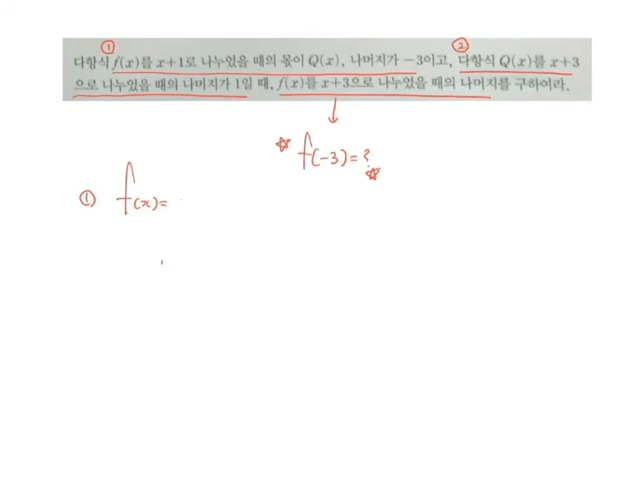 ① ②
다항식 f(x)를 x+1로 나누었을 때의 몫이 Q(x), 나머지가 -3이고, 다항식 Q(x)를 x+3
으로 나누었을 때의 나머지가 1일 때, f(x)를 x+3으로 나누었을 때의 나머지를 구하여라.
f(-3)=?
① f(x)=